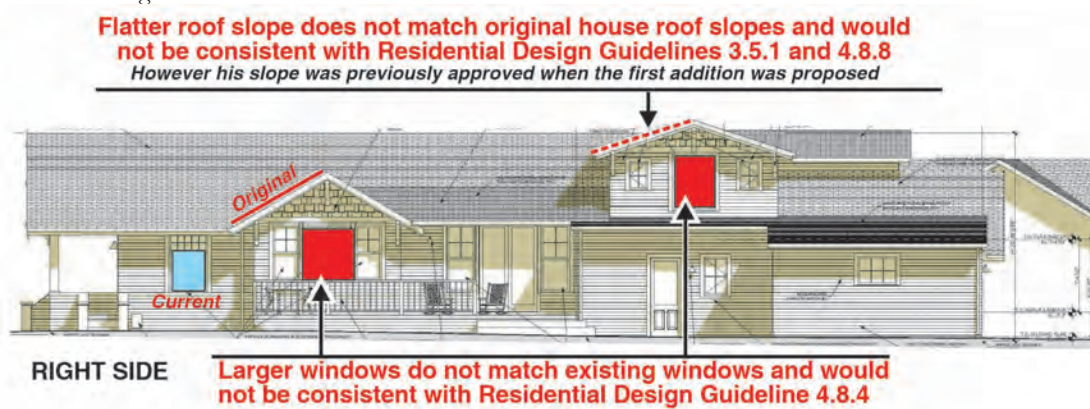 Flatter roof slope does not match original house roof slopes and would
not be consistent with Residential Design Guidelines 3.5.1 and 4.8.8
However his slope was previously approved when the first addition was proposed
Original
Current
RIGHT SIDE
Larger windows do not match existing windows and would
not be consistent with Residential Design Guideline 4.8.4